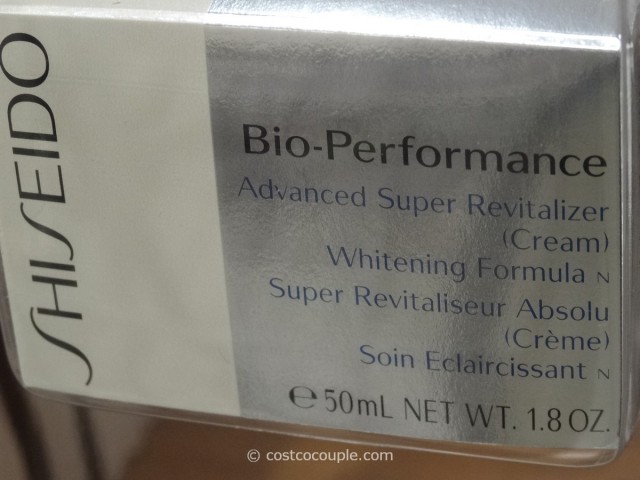 SHISEIDO
Bio-Performance
Advanced Super Revitalizer
(Cream)
Whitening Formula N
Super Revitaliseur Absolu
(Crème)
Soin Eclaircissant N
℮50mL NET WT. 1.8 OZ.
© costcocouple.com